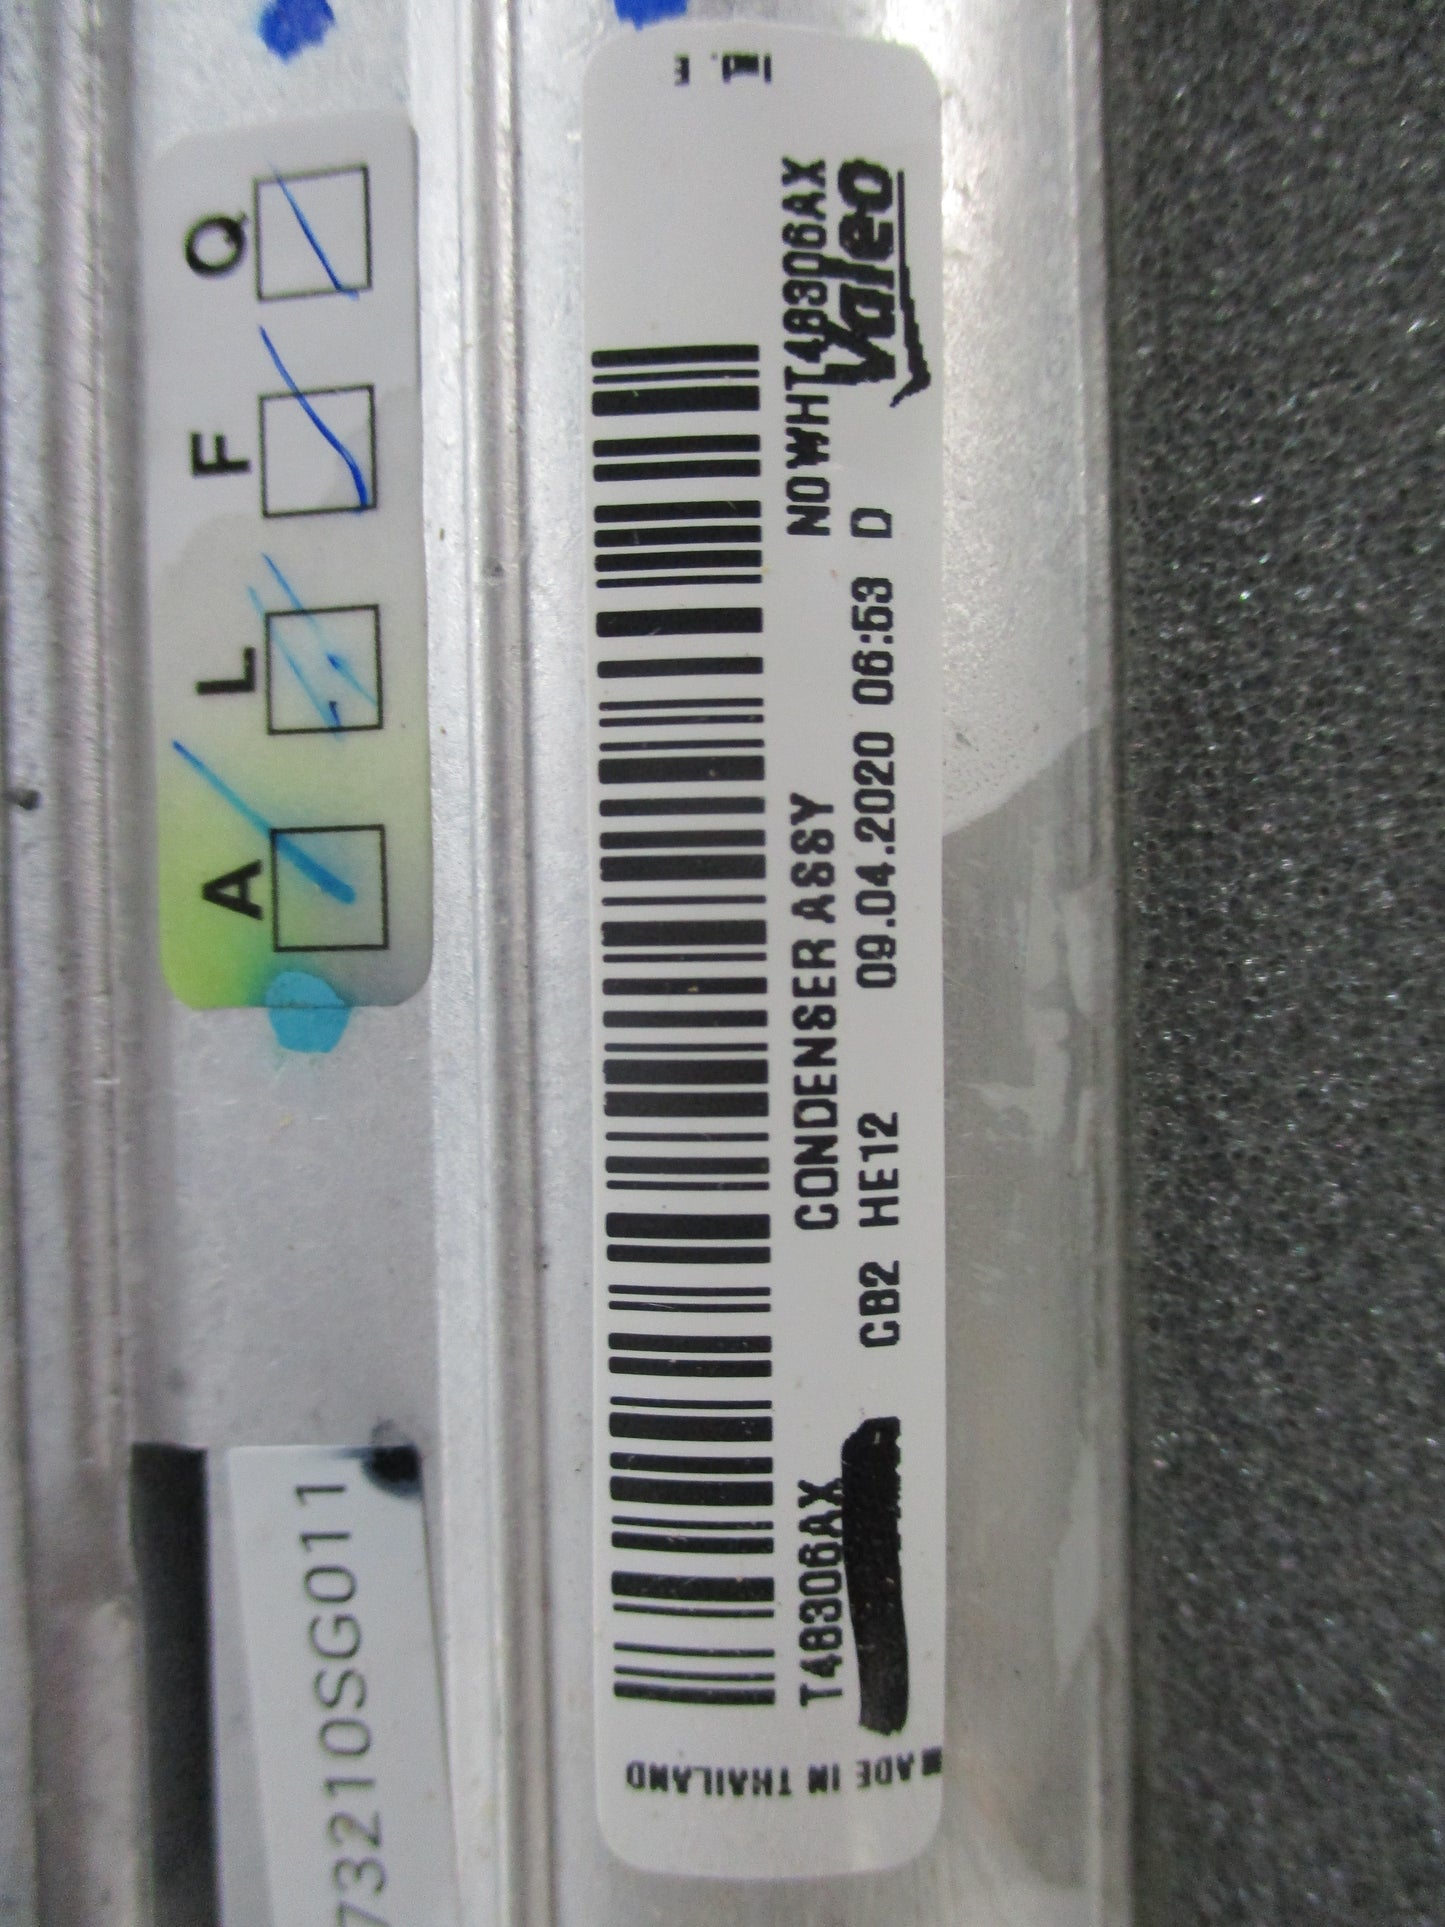 A L F Q
73210SG011
T48306AX CONDENSER ASSY NOWHT48306AX
CB2 HE12 09.04.2020 06:53 D Valeo
MADE IN THAILAND